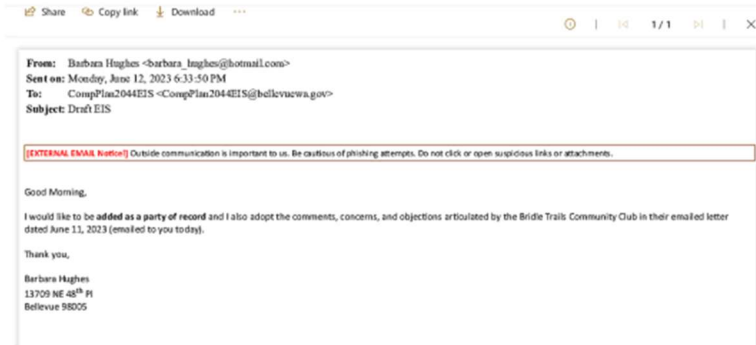 Share Copy link Download ...
1/1
From: Barbara Hughes <barbara_hughes@hotmail.com>
Sent on: Monday, June 12, 2023 6:33:50 PM
To: CompPlan2044EIS <CompPlan2044EIS@bellevuewa.gov>
Subject: Draft EIS
[EXTERNAL EMAIL Notice!] Outside communication is important to us. Be cautious of phishing attempts. Do not click or open suspicious links or attachments.
Good Morning,
I would like to be added as a party of record and I also adopt the comments, concerns, and objections articulated by the Bridle Trails Community Club in their emailed letter
dated June 11, 2023 (emailed to you today).
Thank you,
Barbara Hughes
13709 NE 48th Pl
Bellevue 98005